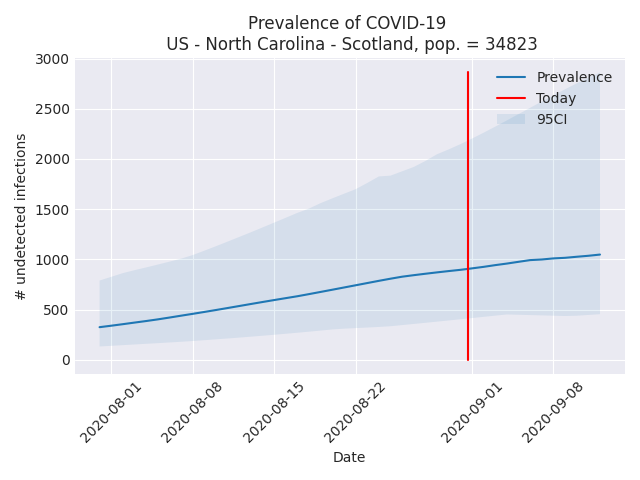 Prevalence of COVID-19
US - North Carolina - Scotland, pop. = 34823
3000
2500
2000
1500
1000
500
0
# undetected infections
Prevalence
Today
95CI
2020-08-01
2020-08-08
2020-08-15
2020-08-22
2020-09-01
2020-09-08
Date